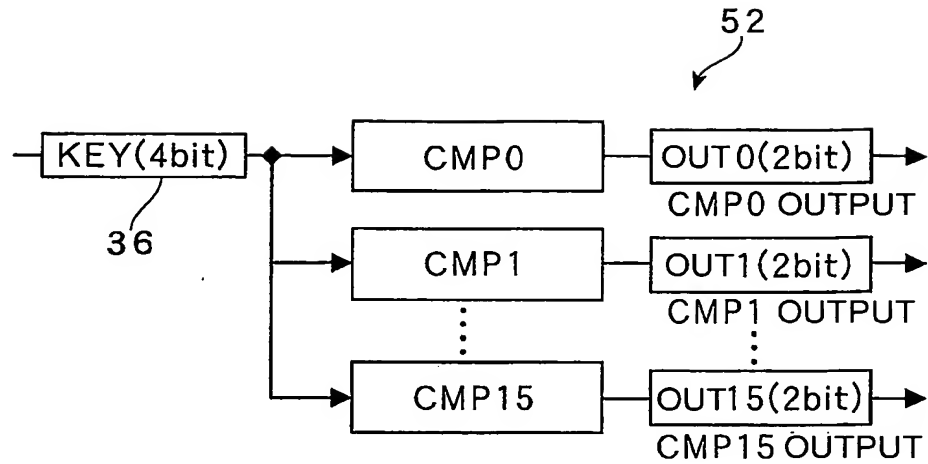 52
KEY(4bit)
CMP0
OUT0(2bit)
CMP0 OUTPUT
36
CMP1
OUT1(2bit)
CMP1 OUTPUT
CMP15
OUT15(2bit)
CMP15 OUTPUT